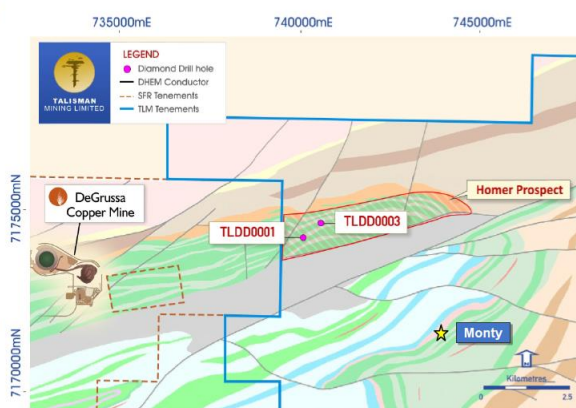 735000mE
740000mE
745000mE
TALISMAN
MINING LIMITED
LEGEND
Diamond Drill hole
DHEM Conductor
SFR Tenements
TLM Tenements
7175000mN
DeGrussa
Copper Mine
Homer Prospect
TLDD0001
TLDD0003
Monty
7170000mN
Kilometres
0
2.5